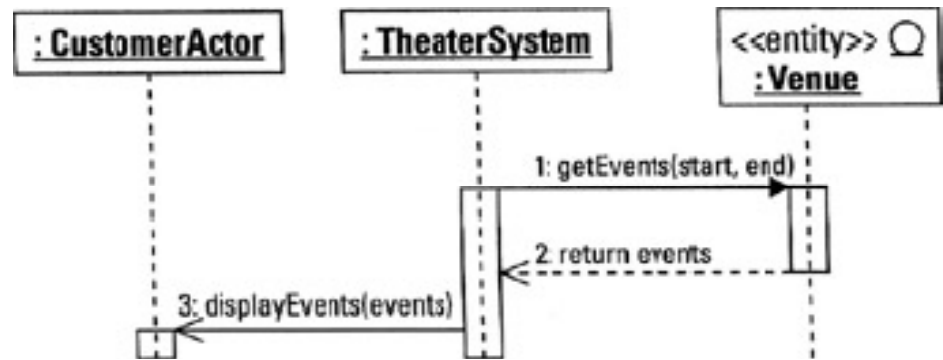 : CustomerActor
: TheaterSystem
<<entity>>
: Venue
1: getEvents(start, end)
2: return events
3: displayEvents(events)